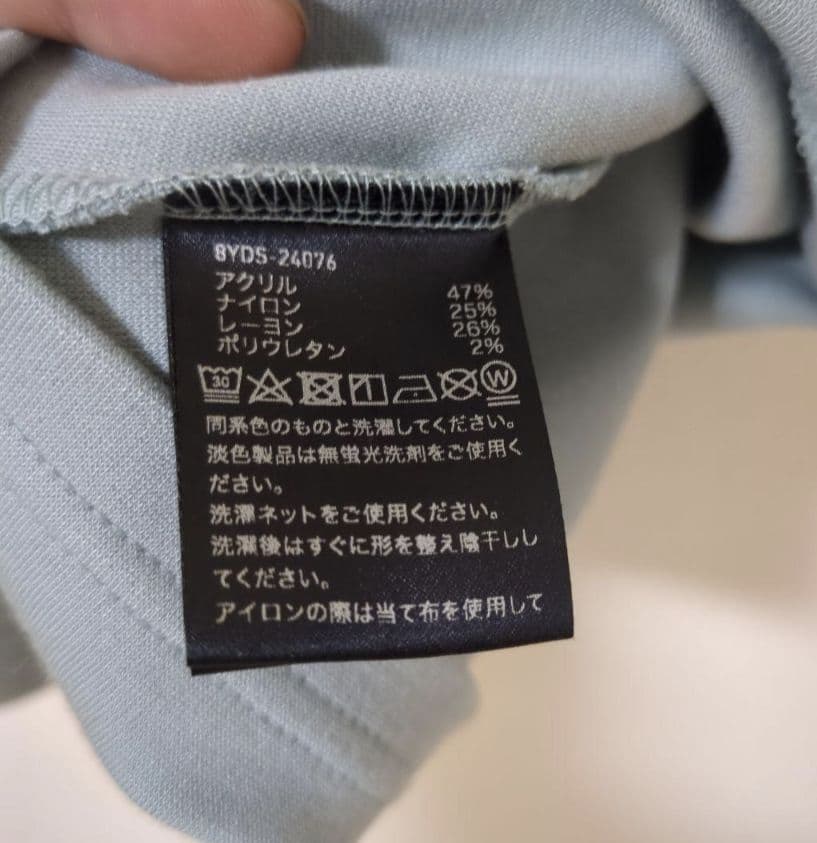 8YDS-24076
アクリル 47%
ナイロン 25%
レーヨン 26%
ポリウレタン 2%
30 W
同系色のものと洗濯してください。
淡色製品は無蛍光洗剤をご使用く
ださい。
洗濯ネットをご使用ください。
洗濯後はすぐに形を整え陰干しし
てください。
アイロンの際は当て布を使用して